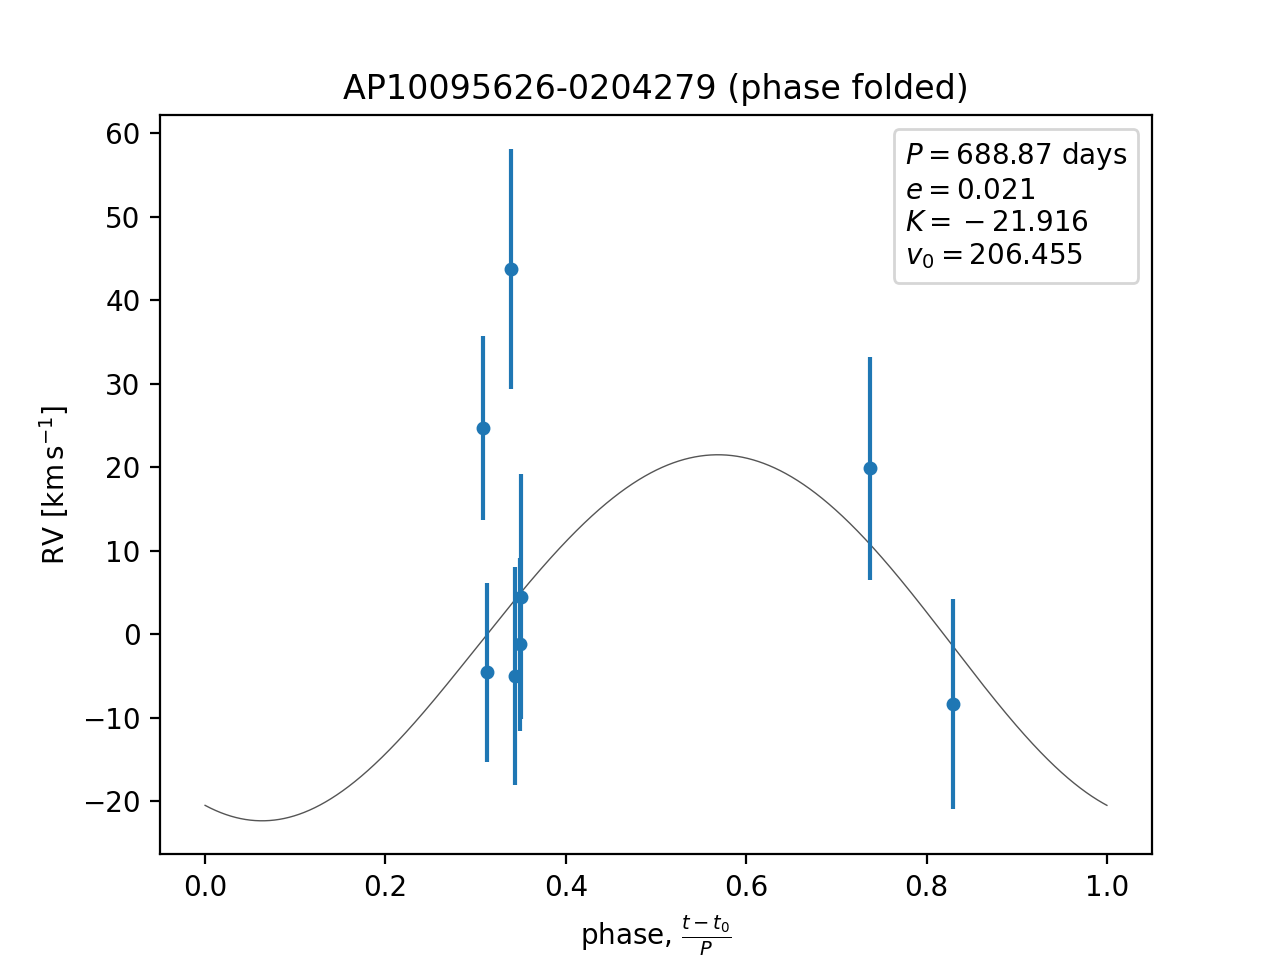 AP10095626-0204279 (phase folded)
P = 688.87 days
e = 0.021
K = −21.916
v₀ = 206.455
60
50
40
30
20
10
0
−10
−20
RV [km s⁻¹]
0.0 0.2 0.4 0.6 0.8 1.0
phase, (t − t₀)/P